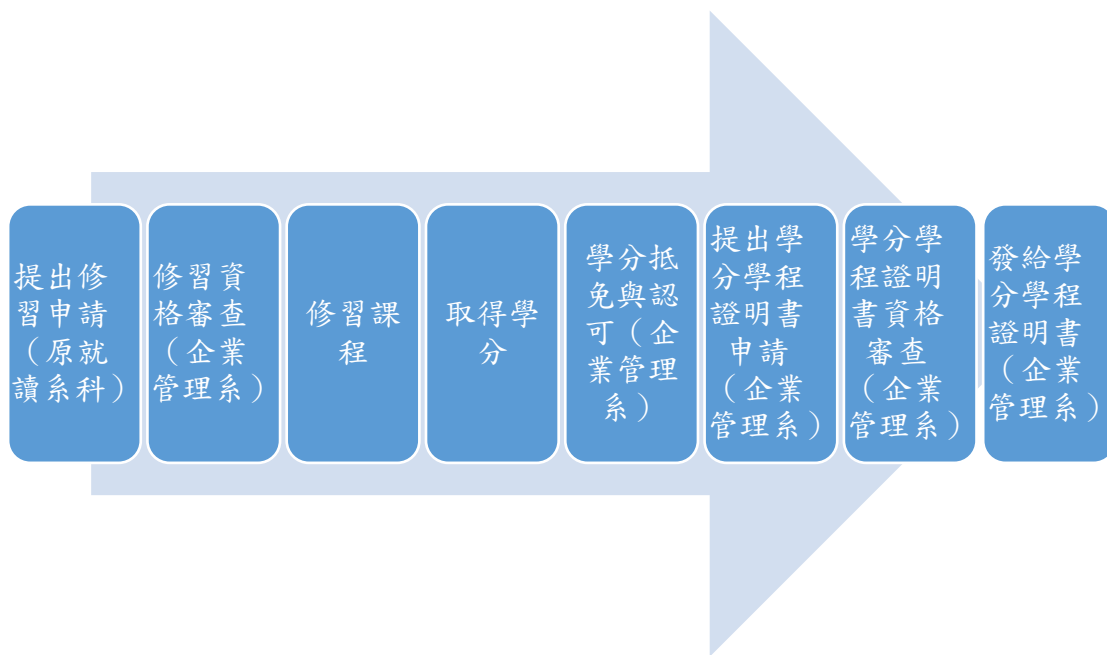 提出修
習申請
（原就
讀系科）
修習資
格審查
（企業
管理系）
修習課
程
取得學
分
學分抵
免與認
可（企
業管理
系）
提出學
分學程
證明書
申請
（企業
管理系）
學分學
程證明
書資格
審查
（企業
管理系）
發給學
分學程
證明書
（企業
管理系）